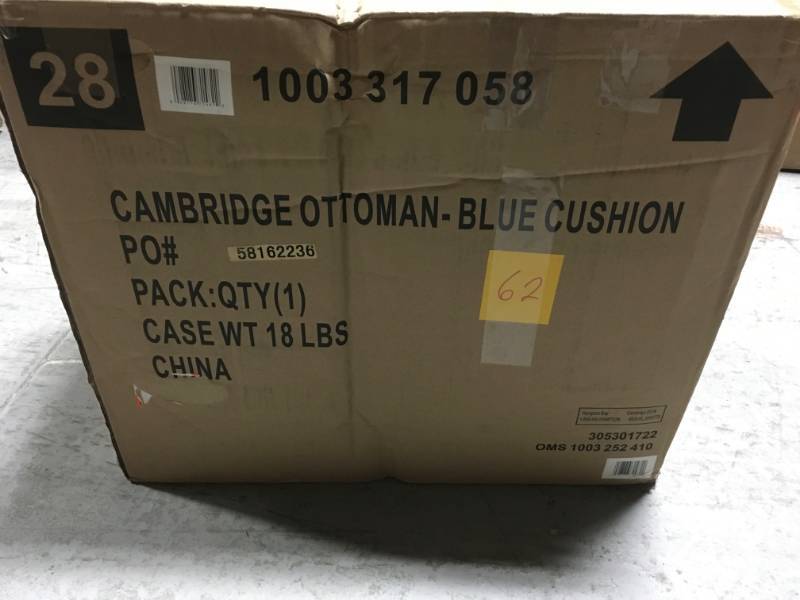 28
1003 317 058
CAMBRIDGE OTTOMAN- BLUE CUSHION
PO# 58162236
PACK:QTY(1)
CASE WT 18 LBS
CHINA
62
305301722
OMS 1003 252 410